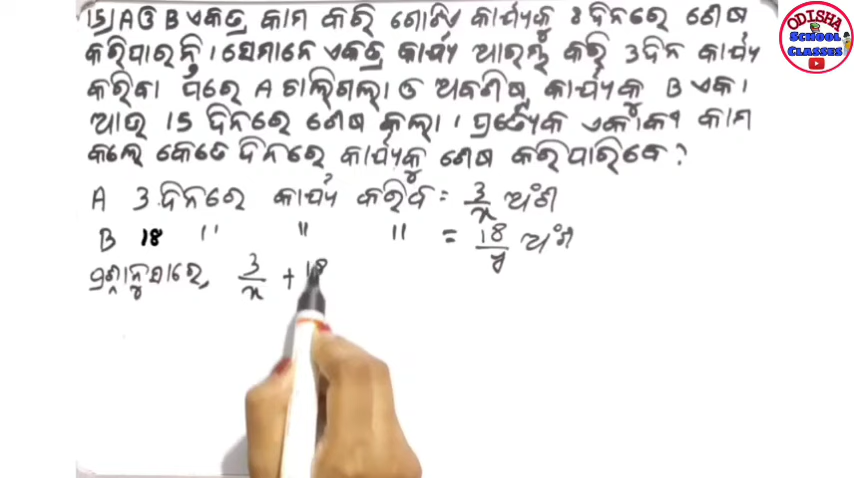 15) A ଓ B ଏକତ୍ର କାମ କରି ଗୋଟିଏ କାର୍ଯ୍ୟକୁ 8 ଦିନରେ ଶେଷ
କରିପାରନ୍ତି । ସେମାନେ ଏକତ୍ର କାର୍ଯ୍ୟ ଆରମ୍ଭ କରି 3 ଦିନ କାର୍ଯ୍ୟ
କରିବା ପରେ A ଚାଲିଗଲା ଓ ଅବଶିଷ୍ଟ କାର୍ଯ୍ୟକୁ B ଏକା
ଆଉ 15 ଦିନରେ ଶେଷ କଲା । ପ୍ରତ୍ୟେକ ଏକାକୀ କାମ
କଲେ କେତେ ଦିନରେ କାର୍ଯ୍ୟକୁ ଶେଷ କରିପାରିବେ ?
A 3 ଦିନରେ କାର୍ଯ୍ୟ କରିବ = 3/x ଅଂଶ
B 18 " " " = 18/y ଅଂଶ
ପ୍ରଶ୍ନାନୁସାରେ, 3/x + 18
ODISHA
SCHOOL
CLASSES